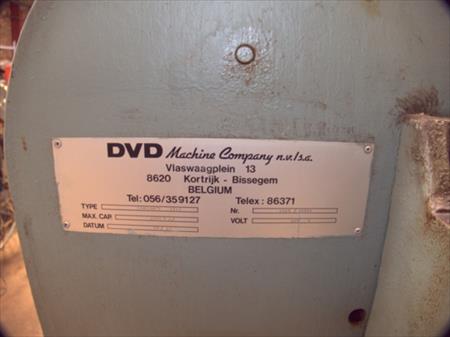 DVD Machine Company n.v./s.a.
Vlaswaagplein 13
8620 Kortrijk - Bissegem
BELGIUM
Tel: 056/359127 Telex: 86371
TYPE Nr.
MAX. CAP. VOLT
DATUM